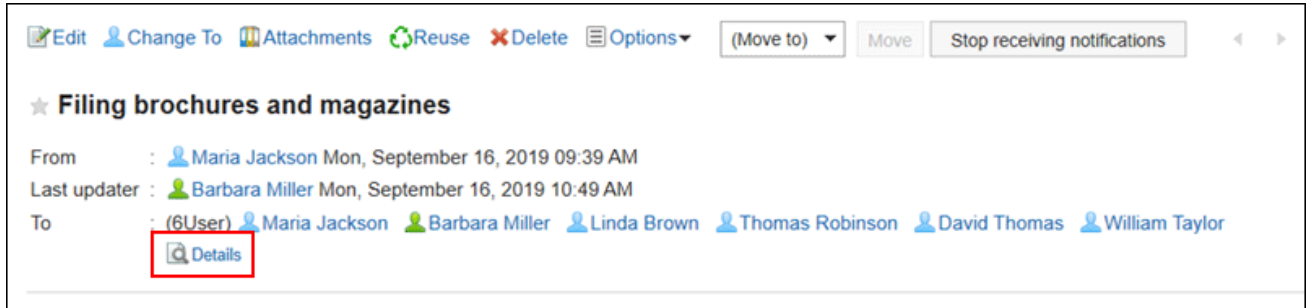 Edit Change To Attachments Reuse Delete Options (Move to) Move Stop receiving notifications
Filing brochures and magazines
From : Maria Jackson Mon, September 16, 2019 09:39 AM
Last updater : Barbara Miller Mon, September 16, 2019 10:49 AM
To : (6User) Maria Jackson Barbara Miller Linda Brown Thomas Robinson David Thomas William Taylor
Details